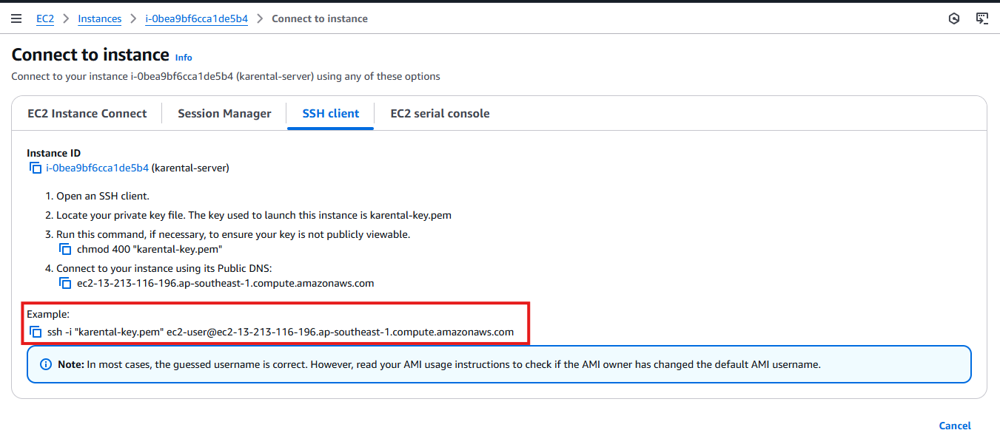 EC2 > Instances > i-0bea9bf6cca1de5b4 > Connect to instance
Connect to instance Info
Connect to your instance i-0bea9bf6cca1de5b4 (karental-server) using any of these options
EC2 Instance Connect Session Manager SSH client EC2 serial console
Instance ID
i-0bea9bf6cca1de5b4 (karental-server)
1. Open an SSH client.
2. Locate your private key file. The key used to launch this instance is karental-key.pem
3. Run this command, if necessary, to ensure your key is not publicly viewable.
chmod 400 "karental-key.pem"
4. Connect to your instance using its Public DNS:
ec2-13-213-116-196.ap-southeast-1.compute.amazonaws.com
Example:
ssh -i "karental-key.pem" ec2-user@ec2-13-213-116-196.ap-southeast-1.compute.amazonaws.com
Note: In most cases, the guessed username is correct. However, read your AMI usage instructions to check if the AMI owner has changed the default AMI username.
Cancel